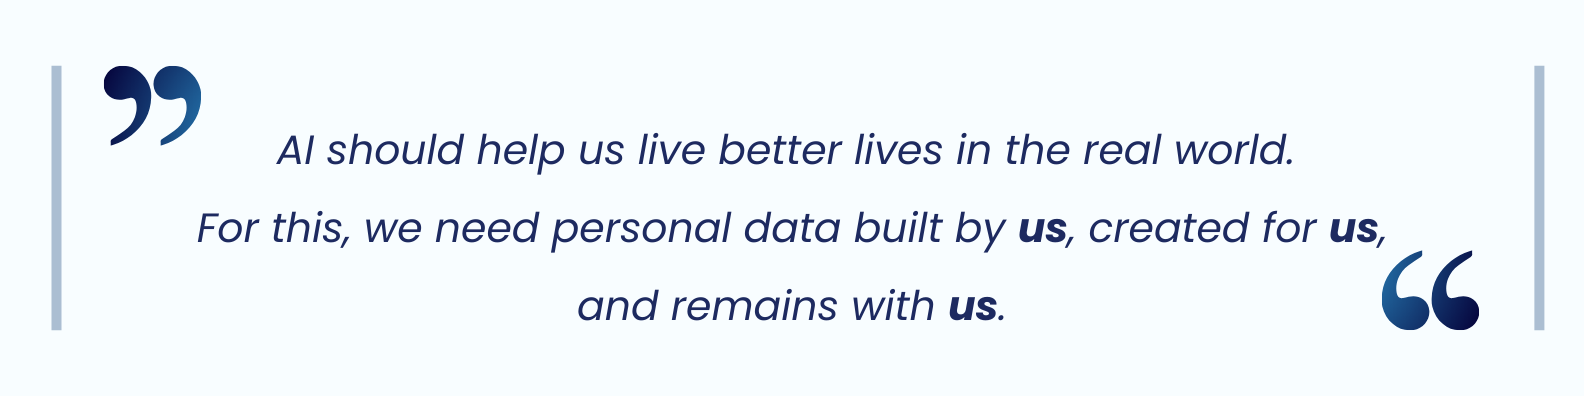 ”
AI should help us live better lives in the real world.
For this, we need personal data built by us, created for us,
and remains with us.
“